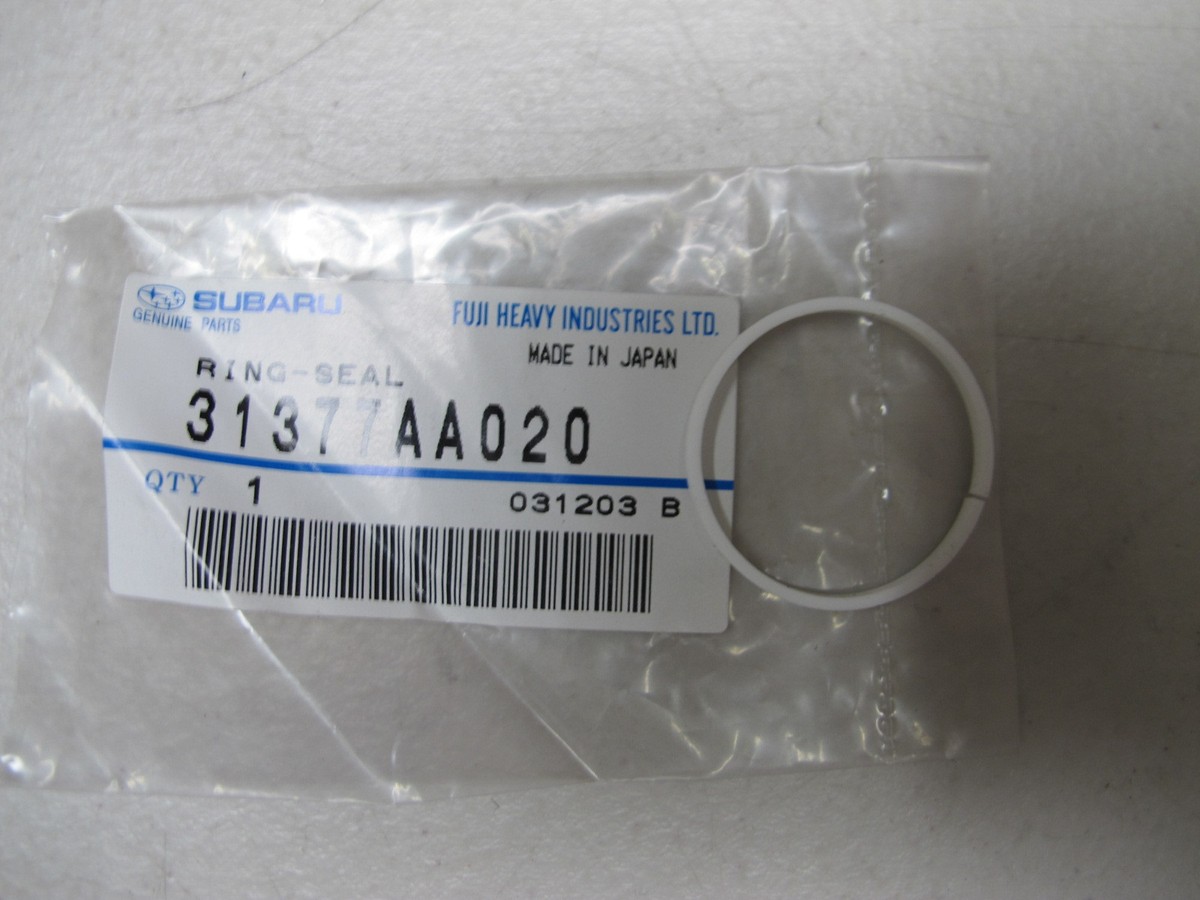 SUBARU
GENUINE PARTS
FUJI HEAVY INDUSTRIES LTD.
MADE IN JAPAN
RING-SEAL
31377AA020
QTY 1
031203 B